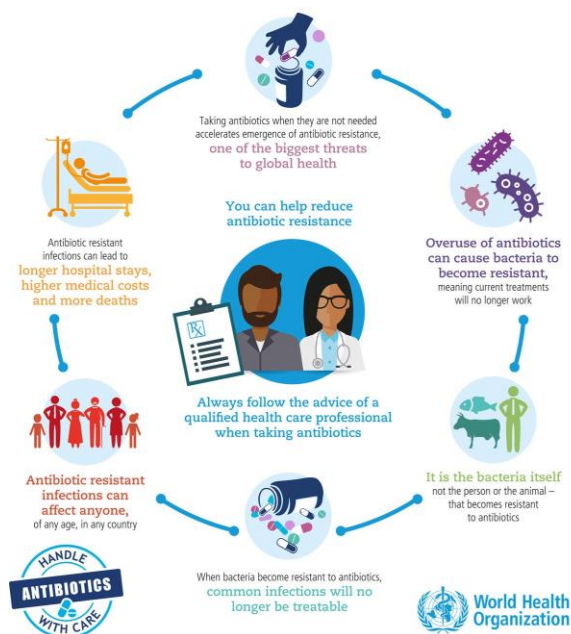 Taking antibiotics when they are not needed
accelerates emergence of antibiotic resistance,
one of the biggest threats
to global health
Overuse of antibiotics
can cause bacteria to
become resistant,
meaning current treatments
will no longer work
It is the bacteria itself
not the person or the animal –
that becomes resistant
to antibiotics
When bacteria become resistant to antibiotics,
common infections will no
longer be treatable
Antibiotic resistant
infections can
affect anyone,
of any age, in any country
Antibiotic resistant
infections can lead to
longer hospital stays,
higher medical costs
and more deaths
You can help reduce
antibiotic resistance
Rx
Always follow the advice of a
qualified health care professional
when taking antibiotics
HANDLE
ANTIBIOTICS
WITH CARE
World Health
Organization